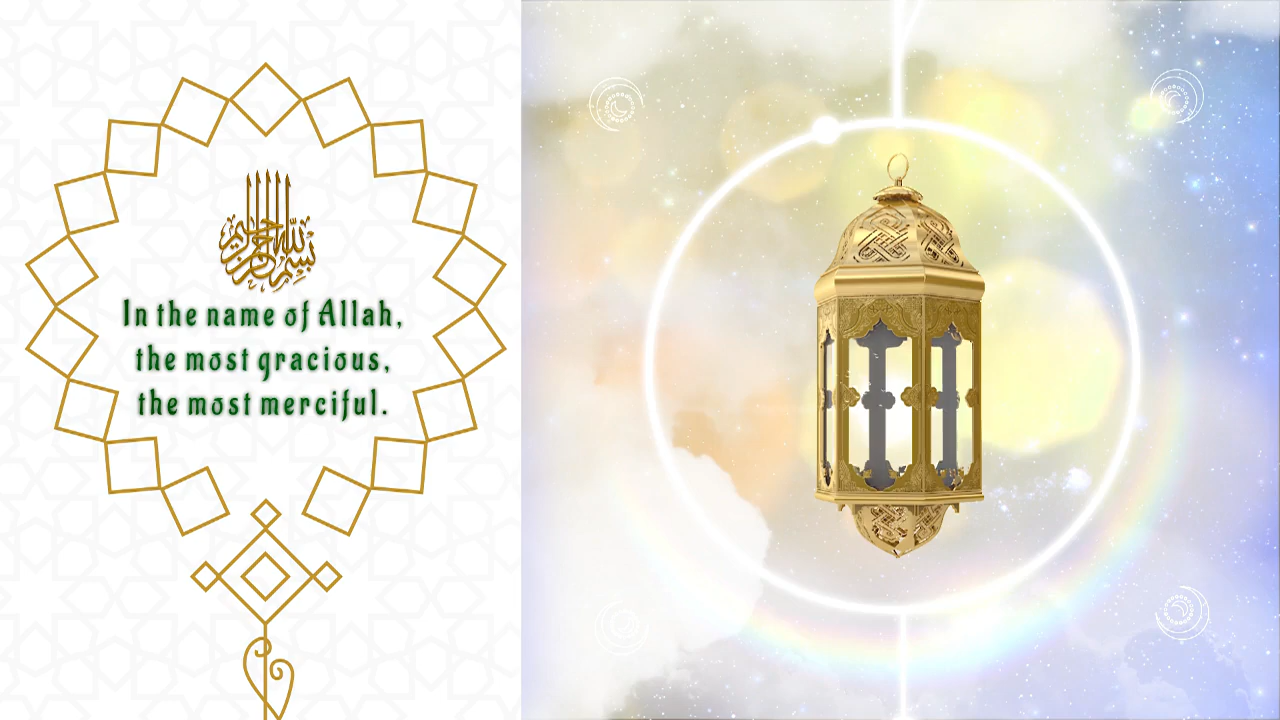 بسم الله الرحمن الرحيم
In the name of Allah,
the most gracious,
the most merciful.